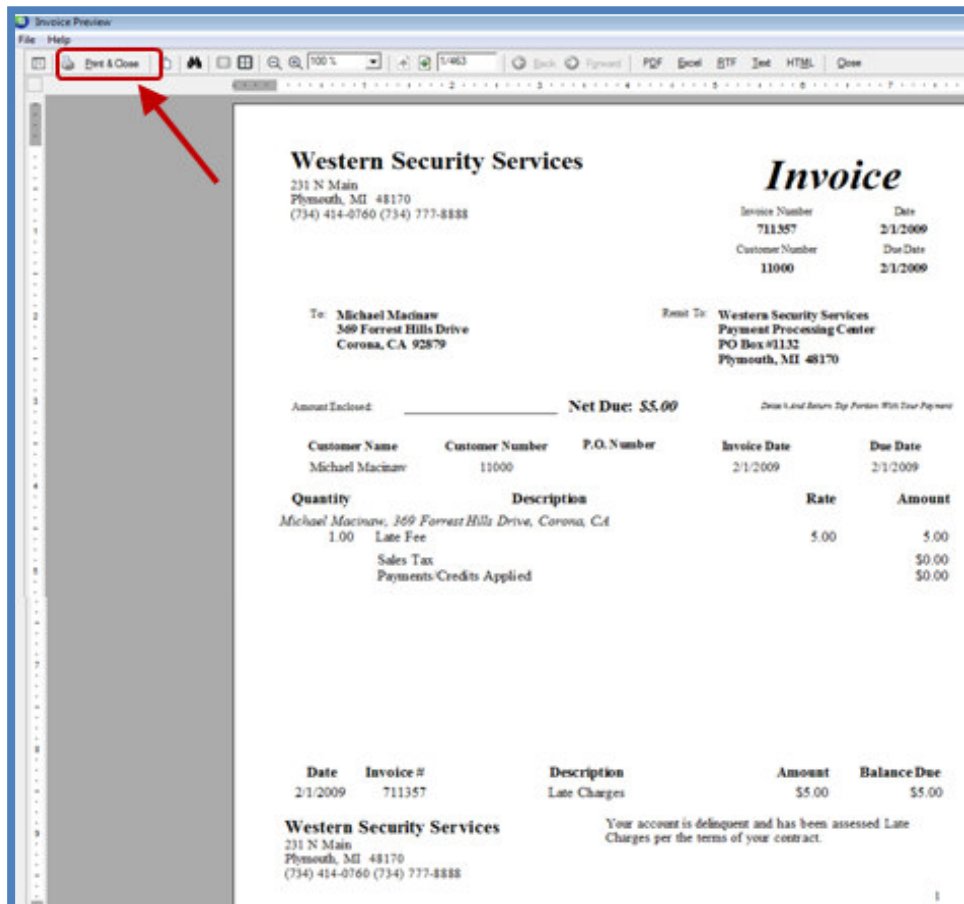 Invoice Preview
File Help
Print & Close 100 % 1/463 Back Forward PDF Excel RTF Text HTML Close
1 2 3 4 5 6 7
Western Security Services
231 N Main
Plymouth, MI 48170
(734) 414-0760 (734) 777-8888
Invoice
Invoice Number Date
711357 2/1/2009
Customer Number Due Date
11000 2/1/2009
To: Michael Macinaw
369 Forrest Hills Drive
Corona, CA 92879
Remit To: Western Security Services
Payment Processing Center
PO Box #1132
Plymouth, MI 48170
Amount Enclosed: Net Due: $5.00 Detach and Return Top Portion With Your Payment
Customer Name Customer Number P.O. Number Invoice Date Due Date
Michael Macinaw 11000 2/1/2009 2/1/2009
Quantity Description Rate Amount
Michael Macinaw, 369 Forrest Hills Drive, Corona, CA
1.00 Late Fee 5.00 5.00
Sales Tax $0.00
Payments/Credits Applied $0.00
Date Invoice # Description Amount Balance Due
2/1/2009 711357 Late Charges $5.00 $5.00
Western Security Services
231 N Main
Plymouth, MI 48170
(734) 414-0760 (734) 777-8888
Your account is delinquent and has been assessed Late
Charges per the terms of your contract.
1